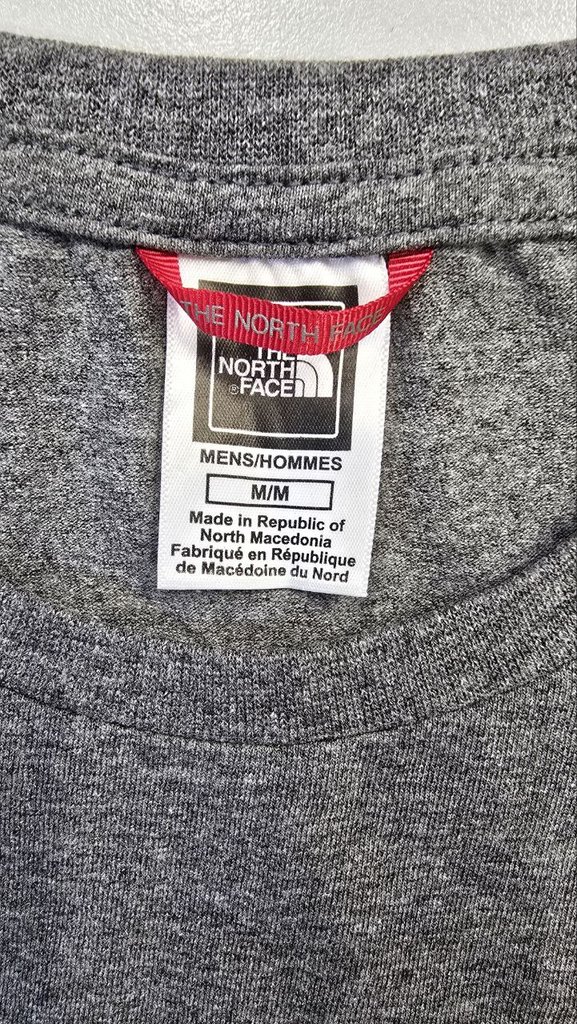 THE NORTH FACE
THE
NORTH
®FACE
MENS/HOMMES
M/M
Made in Republic of
North Macedonia
Fabriqué en République
de Macédoine du Nord